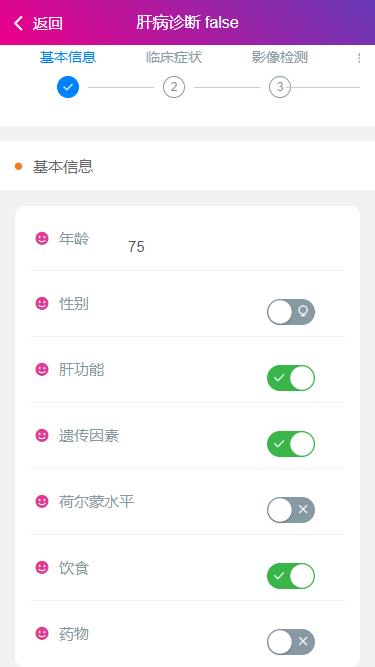 返回
肝病诊断 false
基本信息 临床症状 影像检测
2 3
基本信息
年龄 75
性别
肝功能
遗传因素
荷尔蒙水平
饮食
药物